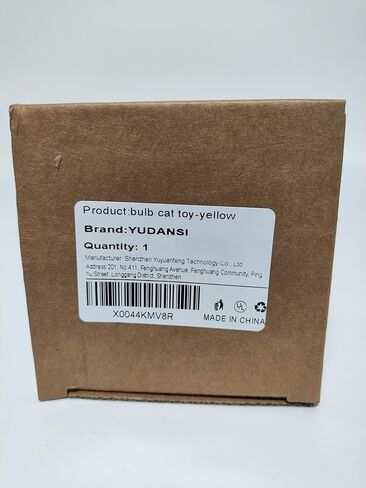 Product:bulb cat toy-yellow
Brand:YUDANSI
Quantity: 1
Manufacturer: Shenzhen Yuyuanfeng Technology Co., Ltd
Address:201, No.411, Fenghuang Avenue, Fenghuang Community, Ping
hu Street, Longgang District, Shenzhen
UL
X0044KMV8R
MADE IN CHINA